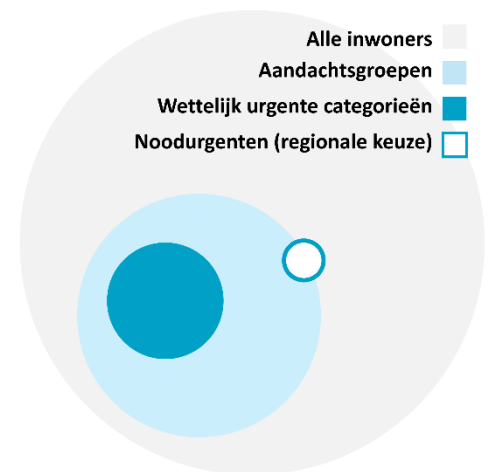 Alle inwoners
Aandachtsgroepen
Wettelijk urgente categorieën
Noodurgenten (regionale keuze)